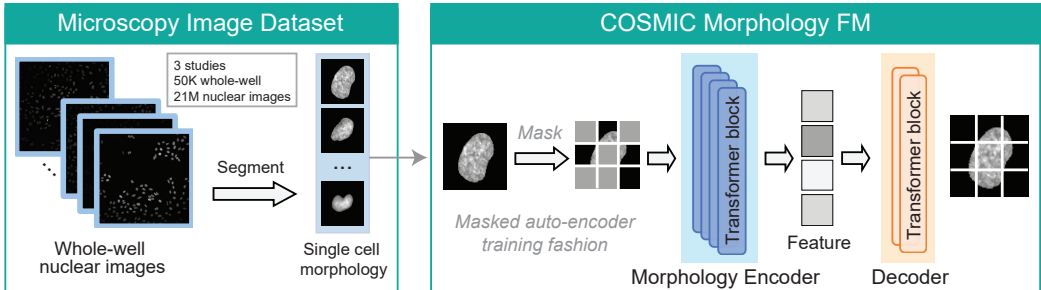 Microscopy Image Dataset
3 studies
50K whole-well
21M nuclear images
Segment
...
...
Whole-well
nuclear images
Single cell
morphology
COSMIC Morphology FM
Mask
Masked auto-encoder
training fashion
Transformer block
Morphology Encoder
Feature
Transformer block
Decoder